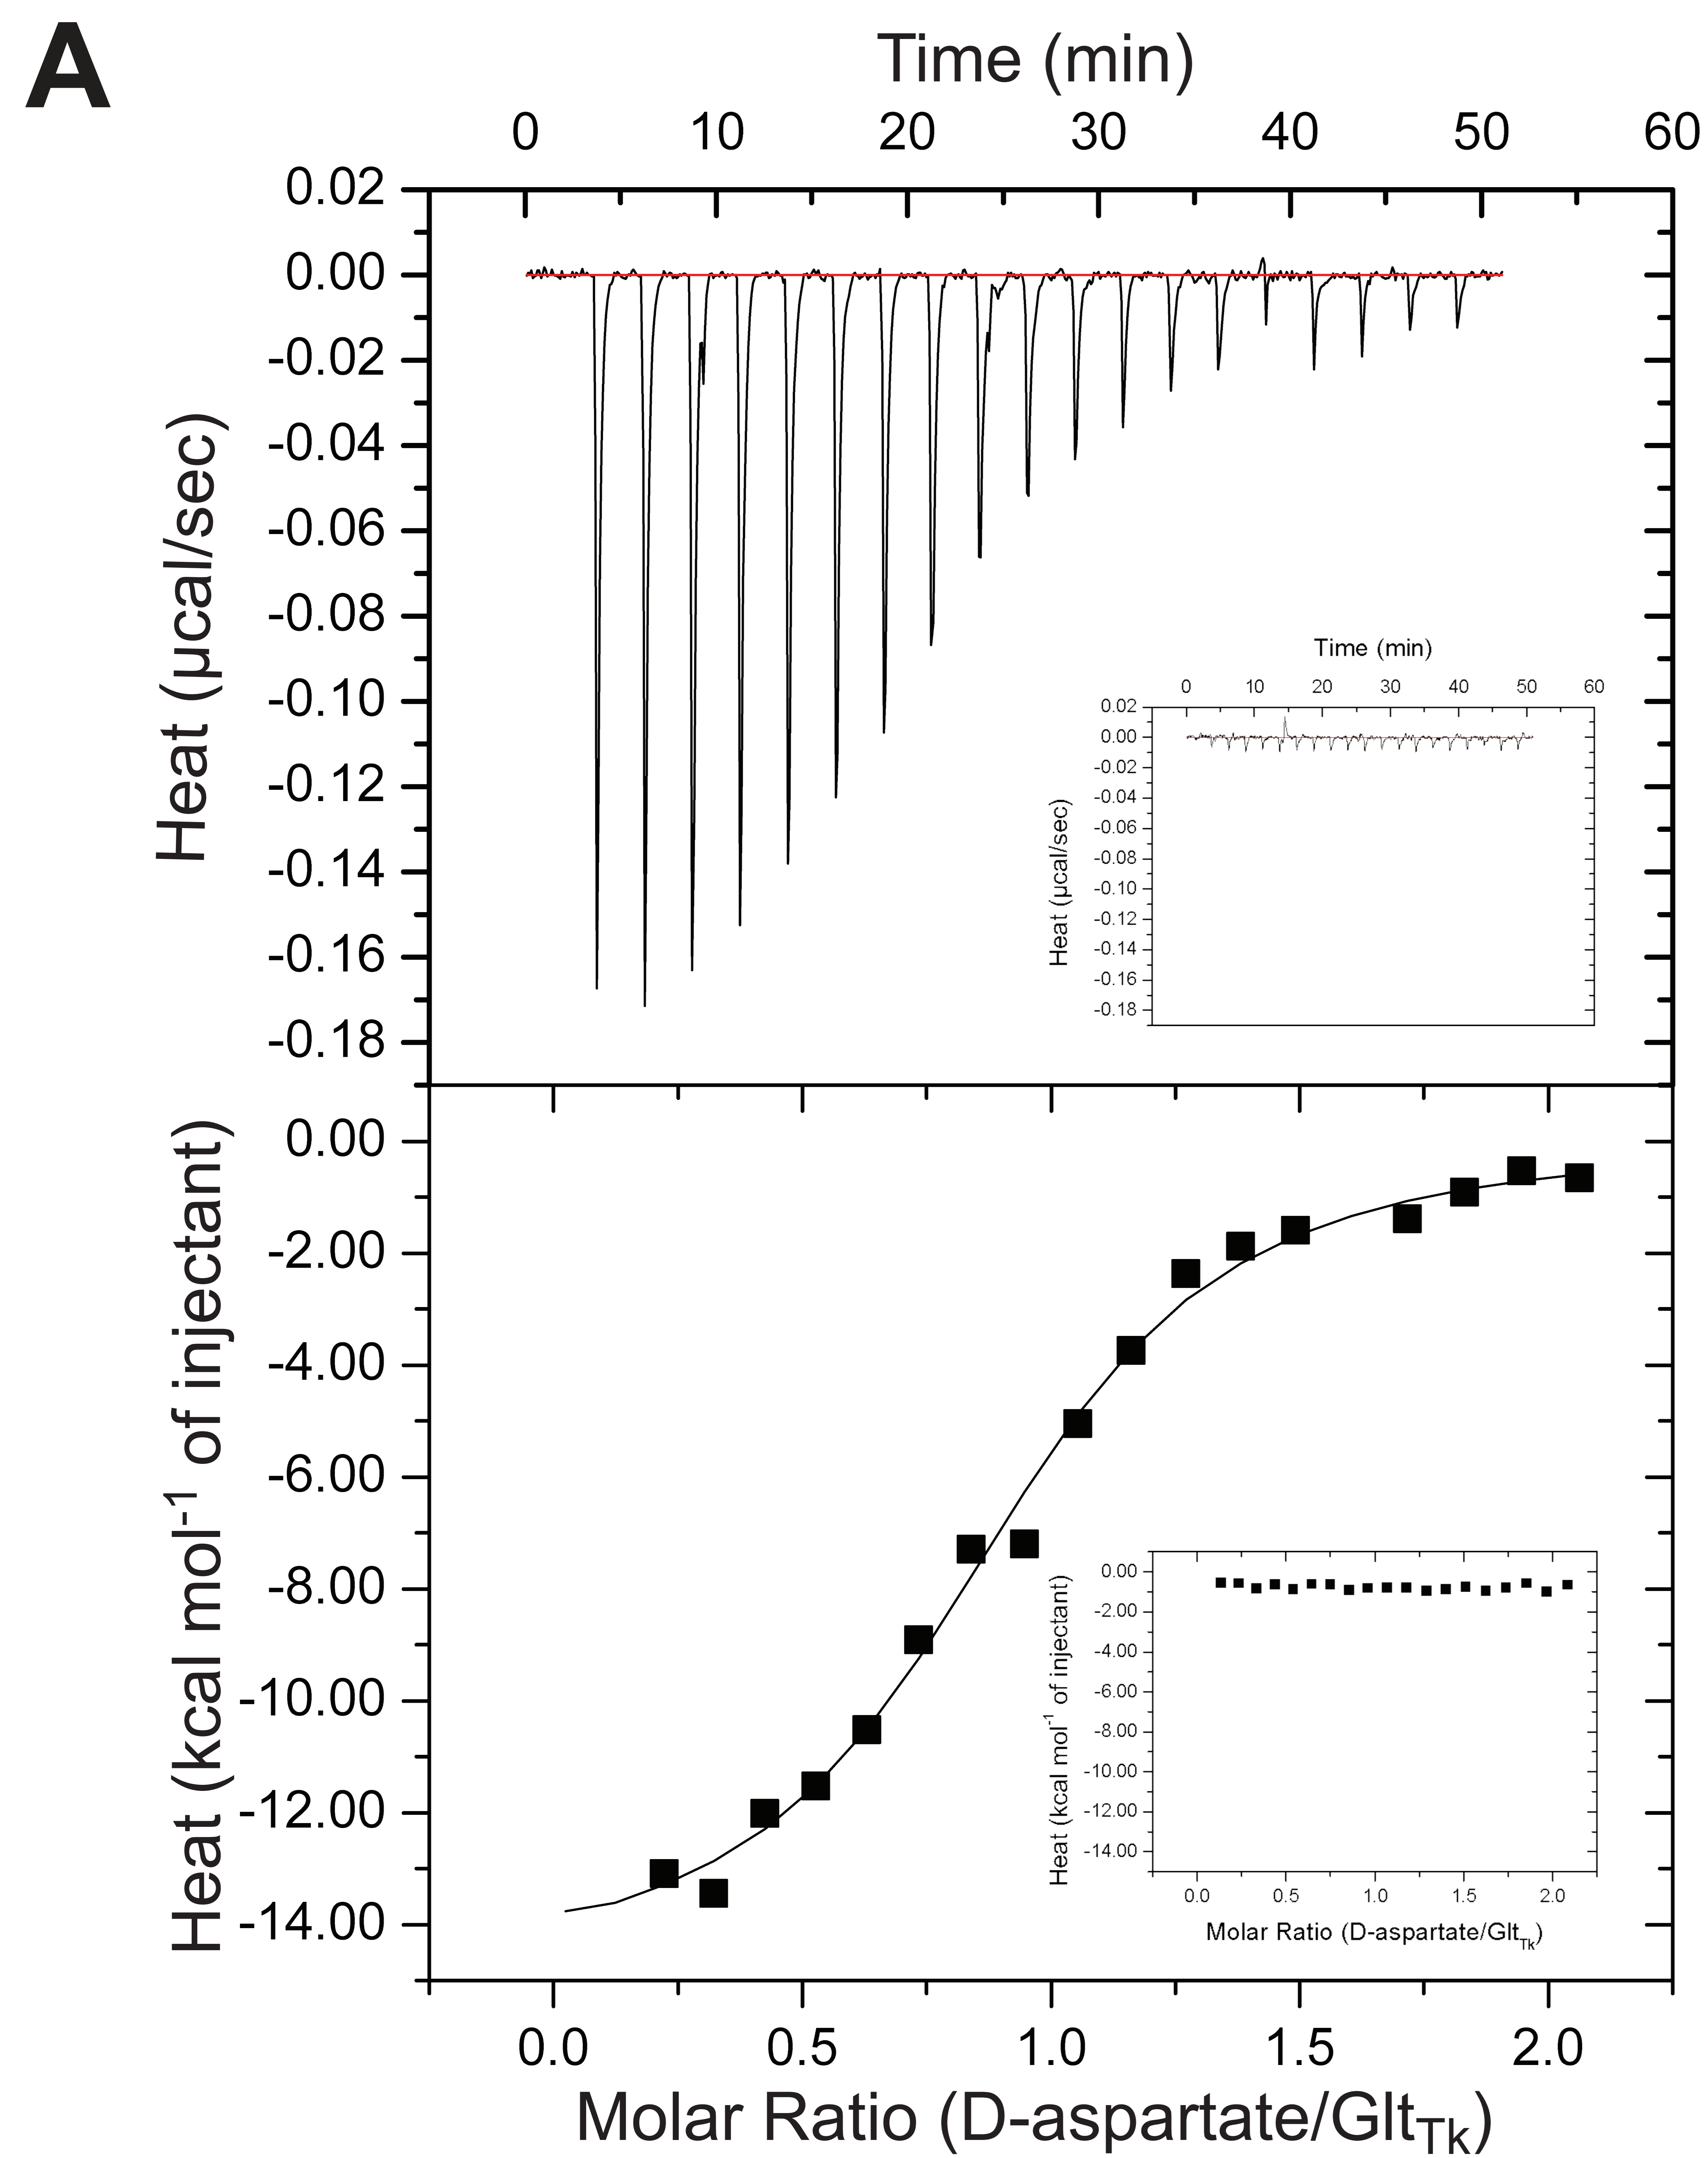 A
Time (min)
0 10 20 30 40 50 60
0.02
0.00
-0.02
-0.04
-0.06
-0.08
-0.10
-0.12
-0.14
-0.16
-0.18
Heat (µcal/sec)
Time (min)
0 10 20 30 40 50 60
0.02
0.00
-0.02
-0.04
-0.06
-0.08
-0.10
-0.12
-0.14
-0.16
-0.18
Heat (µcal/sec)
0.00
-2.00
-4.00
-6.00
-8.00
-10.00
-12.00
-14.00
Heat (kcal mol-1 of injectant)
0.00
-2.00
-4.00
-6.00
-8.00
-10.00
-12.00
-14.00
Heat (kcal mol-1 of injectant)
0.0 0.5 1.0 1.5 2.0
Molar Ratio (D-aspartate/GltTk)
0.0 0.5 1.0 1.5 2.0
Molar Ratio (D-aspartate/GltTk)